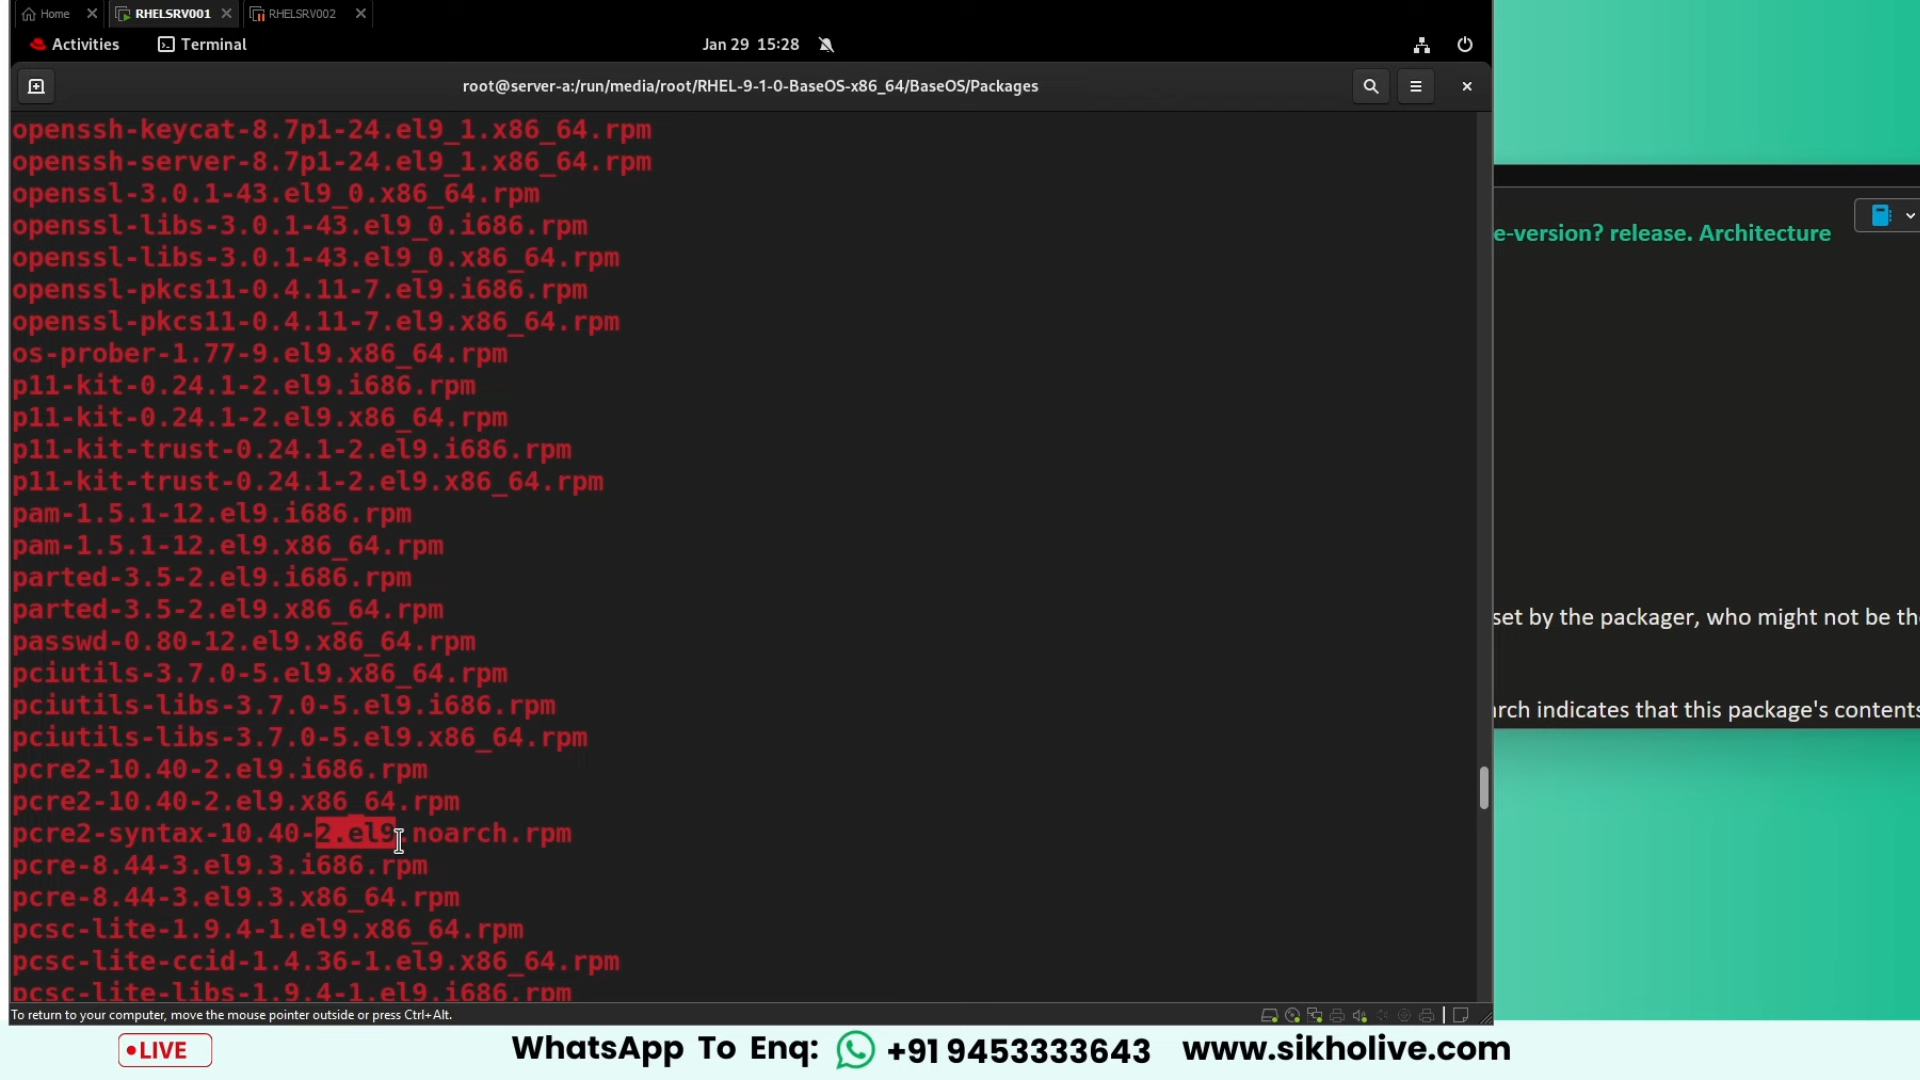 Home
RHELSRV001
RHELSRV002
Activities
Terminal
Jan 29 15:28
root@server-a:/run/media/root/RHEL-9-1-0-BaseOS-x86_64/BaseOS/Packages
openssh-keycat-8.7p1-24.el9_1.x86_64.rpm
openssh-server-8.7p1-24.el9_1.x86_64.rpm
openssl-3.0.1-43.el9_0.x86_64.rpm
openssl-libs-3.0.1-43.el9_0.i686.rpm
openssl-libs-3.0.1-43.el9_0.x86_64.rpm
openssl-pkcs11-0.4.11-7.el9.i686.rpm
openssl-pkcs11-0.4.11-7.el9.x86_64.rpm
os-prober-1.77-9.el9.x86_64.rpm
p11-kit-0.24.1-2.el9.i686.rpm
p11-kit-0.24.1-2.el9.x86_64.rpm
p11-kit-trust-0.24.1-2.el9.i686.rpm
p11-kit-trust-0.24.1-2.el9.x86_64.rpm
pam-1.5.1-12.el9.i686.rpm
pam-1.5.1-12.el9.x86_64.rpm
parted-3.5-2.el9.i686.rpm
parted-3.5-2.el9.x86_64.rpm
passwd-0.80-12.el9.x86_64.rpm
pciutils-3.7.0-5.el9.x86_64.rpm
pciutils-libs-3.7.0-5.el9.i686.rpm
pciutils-libs-3.7.0-5.el9.x86_64.rpm
pcre2-10.40-2.el9.i686.rpm
pcre2-10.40-2.el9.x86_64.rpm
pcre2-syntax-10.40-2.el9.noarch.rpm
pcre-8.44-3.el9.3.i686.rpm
pcre-8.44-3.el9.3.x86_64.rpm
pcsc-lite-1.9.4-1.el9.x86_64.rpm
pcsc-lite-ccid-1.4.36-1.el9.x86_64.rpm
pcsc-lite-libs-1.9.4-1.el9.i686.rpm
e-version? release. Architecture
set by the packager, who might not be th
rch indicates that this package's contents
To return to your computer, move the mouse pointer outside or press Ctrl+Alt.
LIVE
WhatsApp To Enq: +91 9453333643 www.sikholive.com